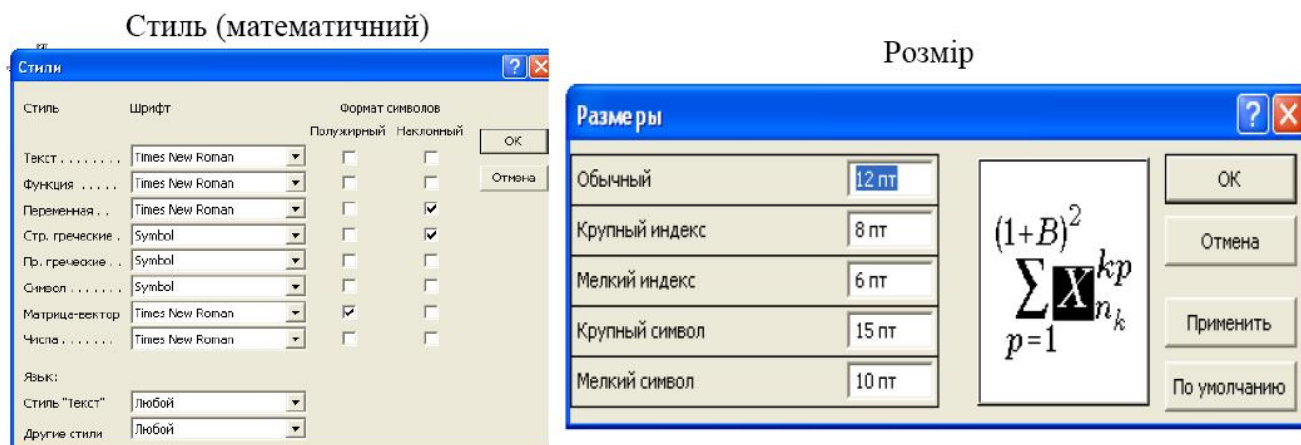 Стиль (математичний)
Стили
Стиль Шрифт Формат символов
Полужирный Наклонный
OK
Текст . . . . . . . . Times New Roman
Отмена
Функция . . . . . Times New Roman
Переменная . . Times New Roman
Стр. греческие . Symbol
Пр. греческие . . Symbol
Символ . . . . . . . Symbol
Матрица-вектор Times New Roman
Числа . . . . . . . Times New Roman
Язык:
Стиль "Текст" Любой
Другие стили Любой
Розмір
Размеры
Обычный 12 пт
Крупный индекс 8 пт
Мелкий индекс 6 пт
Крупный символ 15 пт
Мелкий символ 10 пт
(1+B)²
kp
∑ X
n k
p=1
OK
Отмена
Применить
По умолчанию